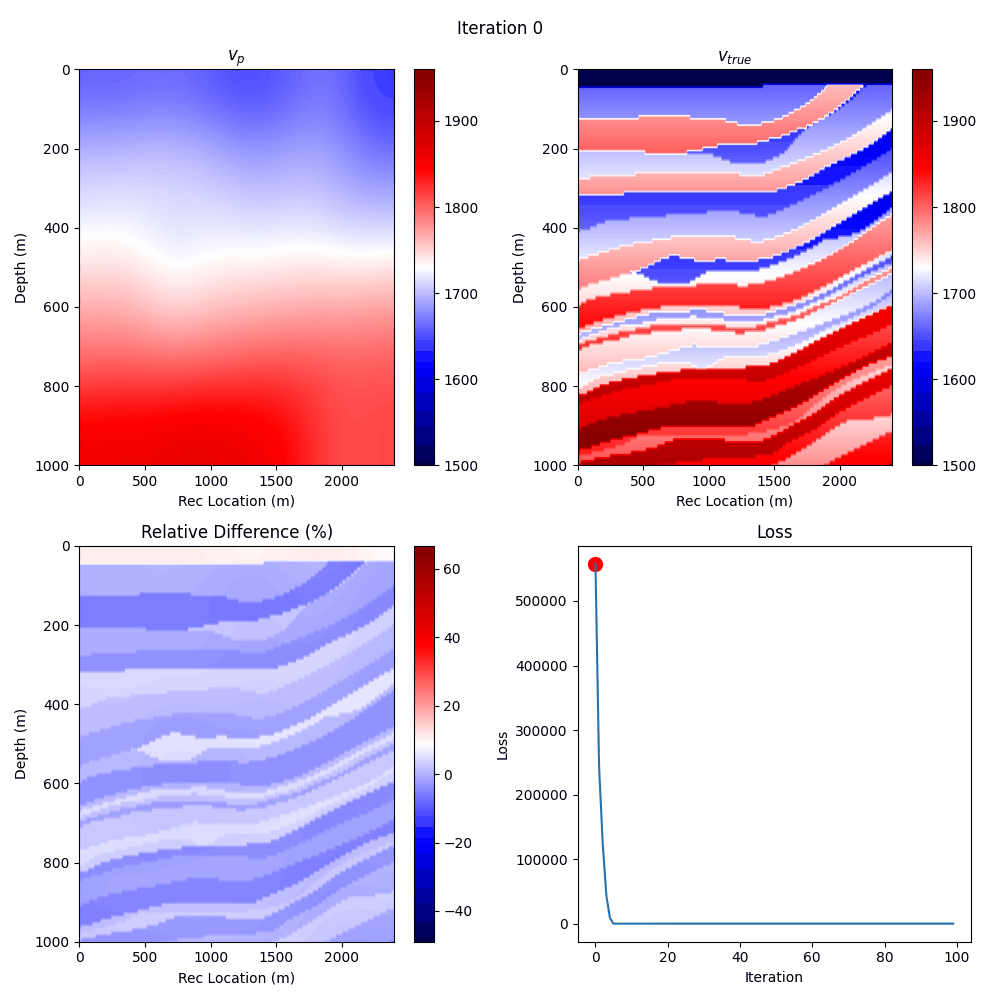 Iteration 0
v_p
0
200
400
600
800
1000
Depth (m)
0 500 1000 1500 2000
Rec Location (m)
1900
1800
1700
1600
1500
v_true
0
200
400
600
800
1000
Depth (m)
0 500 1000 1500 2000
Rec Location (m)
1900
1800
1700
1600
1500
Relative Difference (%)
0
200
400
600
800
1000
Depth (m)
0 500 1000 1500 2000
Rec Location (m)
60
40
20
0
−20
−40
Loss
500000
400000
300000
200000
100000
0
Loss
0 20 40 60 80 100
Iteration